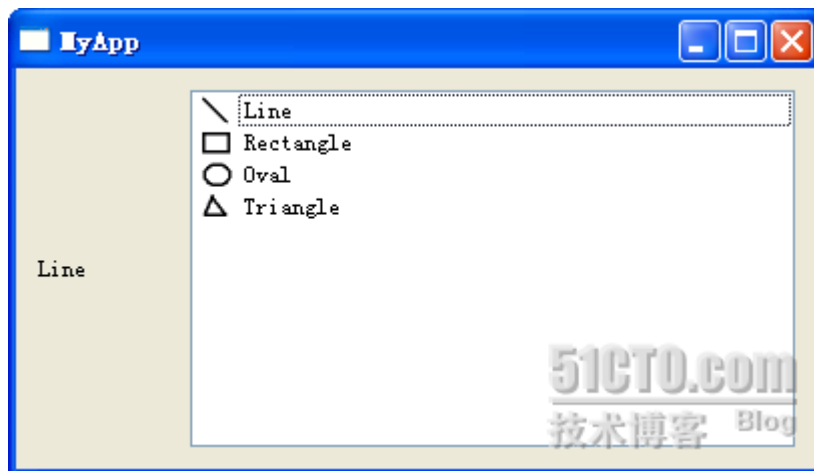 MyApp
Line
Rectangle
Oval
Triangle
Line
51CTO.com
技术博客 Blog